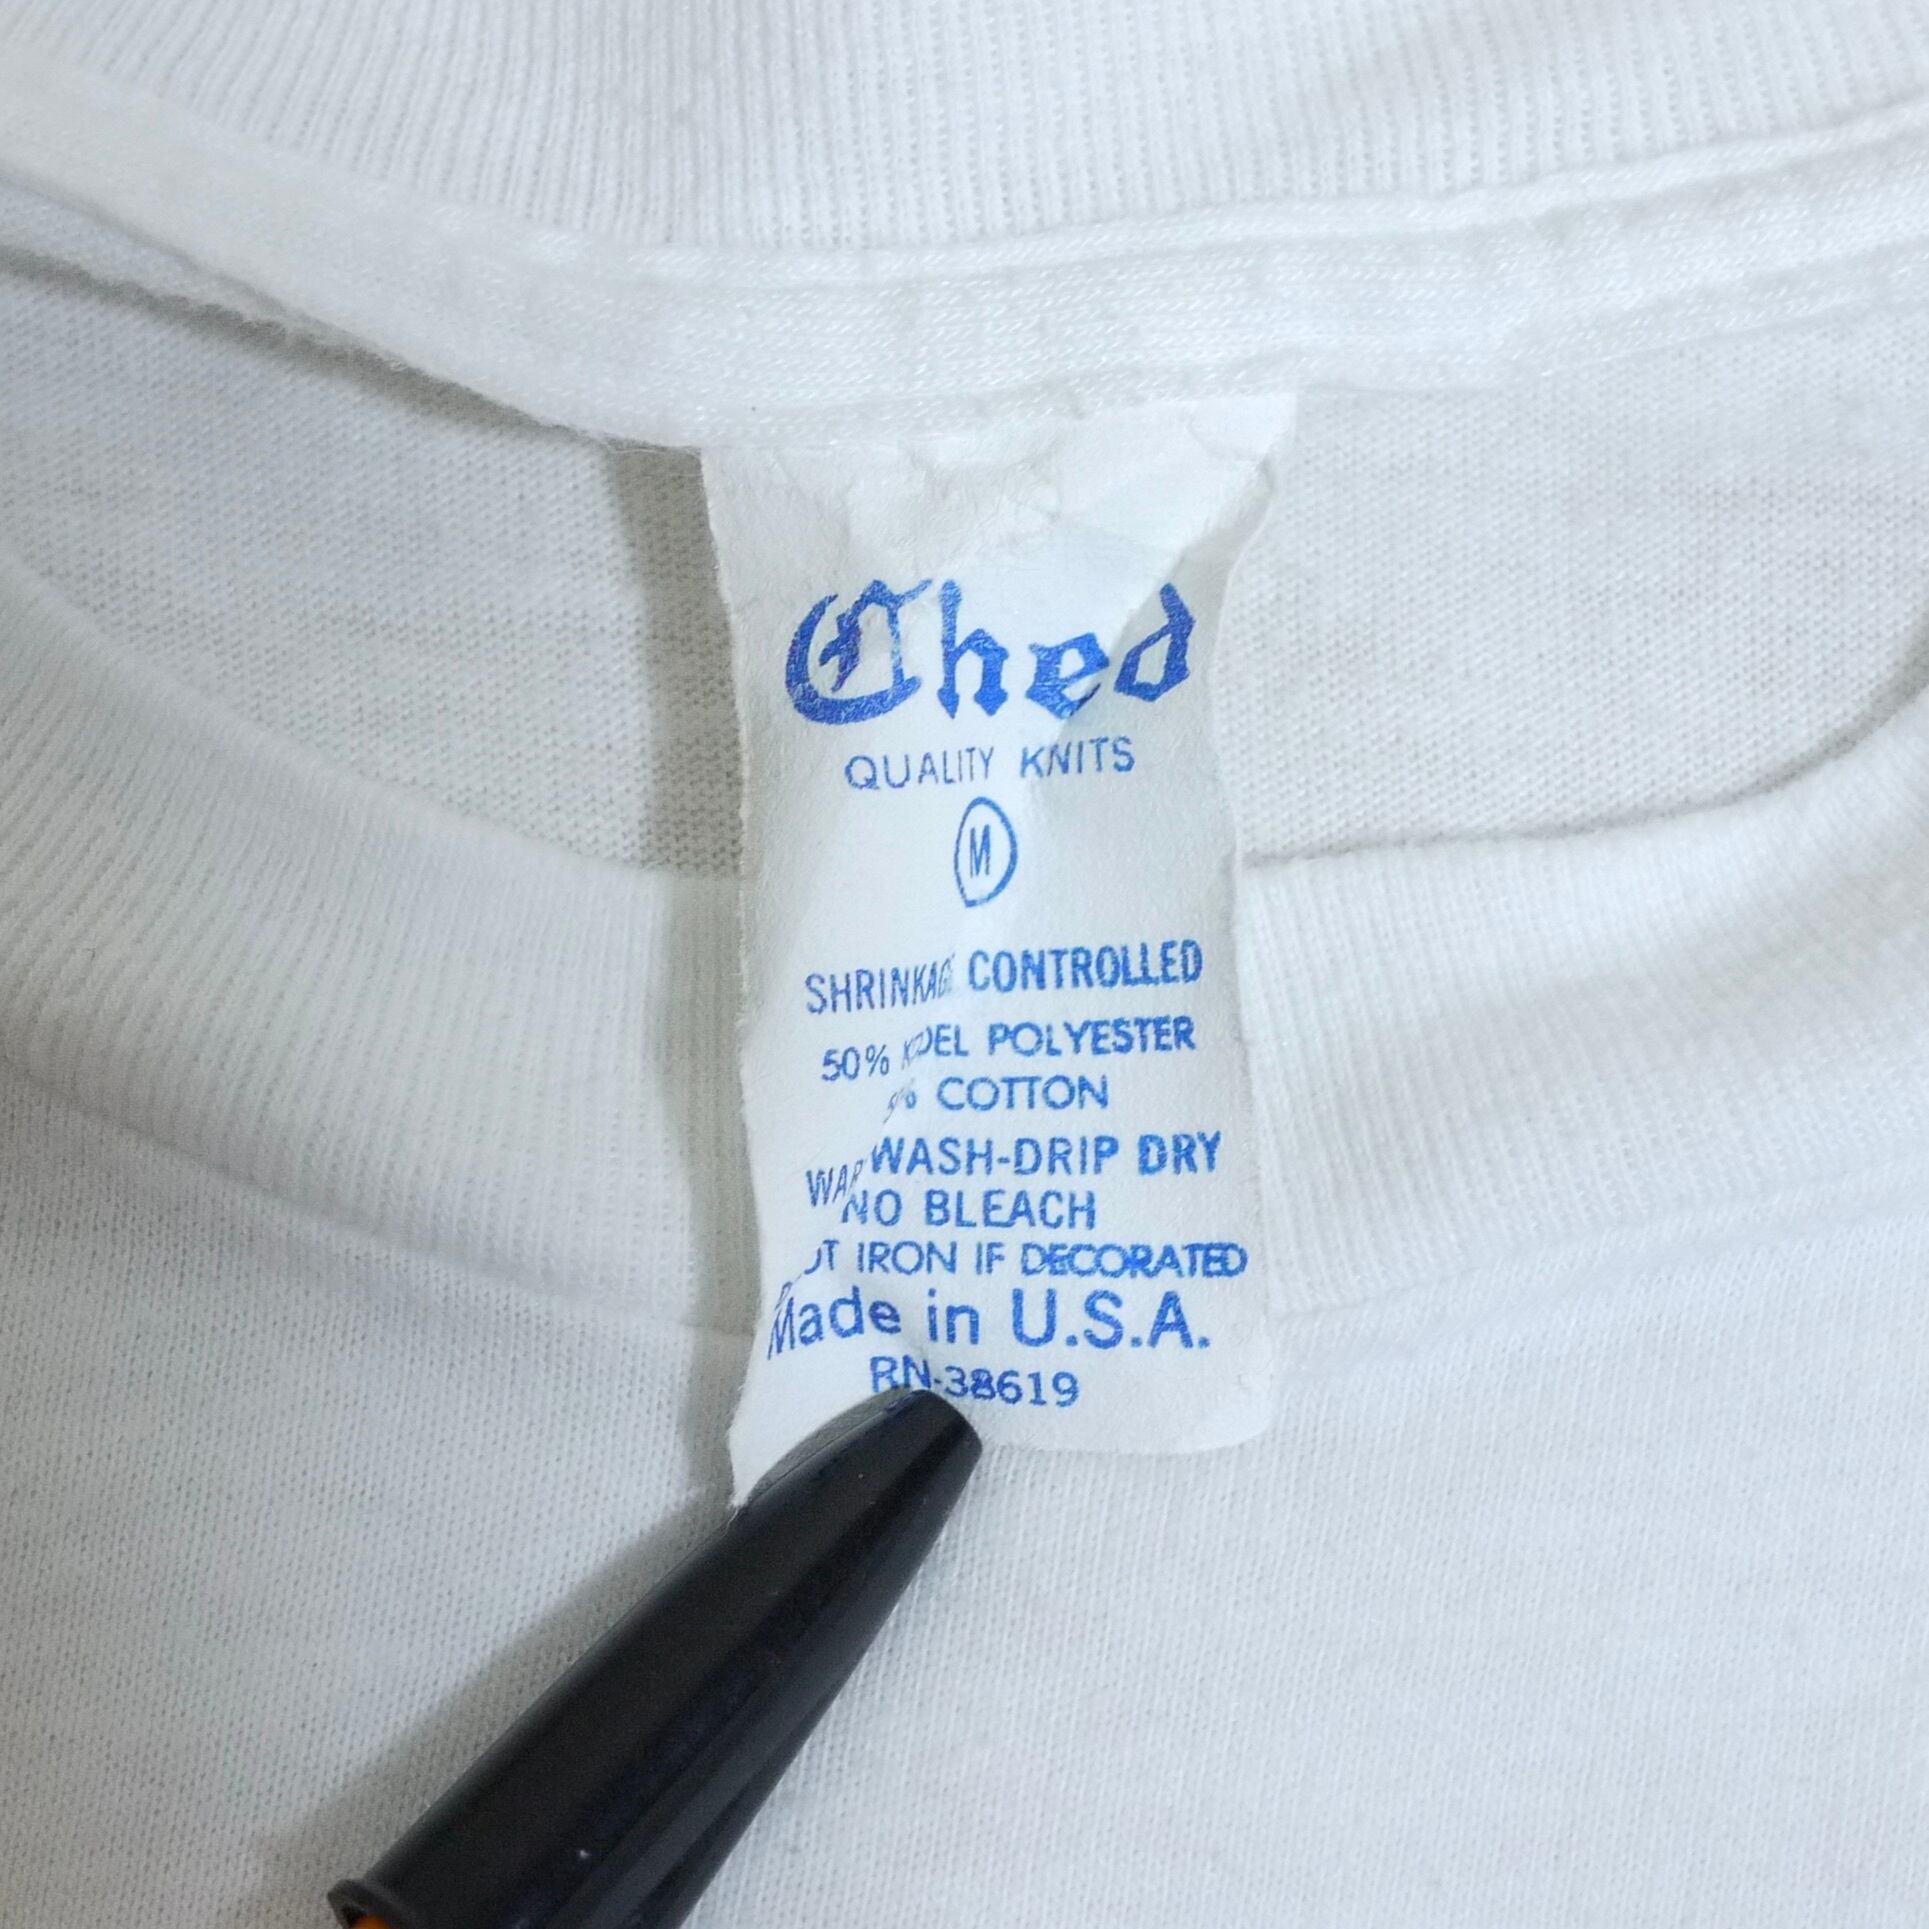 Ched
QUALITY KNITS
M
SHRINKAGE CONTROLLED
50% KODEL POLYESTER
% COTTON
WASH-DRIP DRY
NO BLEACH
IRON IF DECORATED
Made in U.S.A.
RN-38619